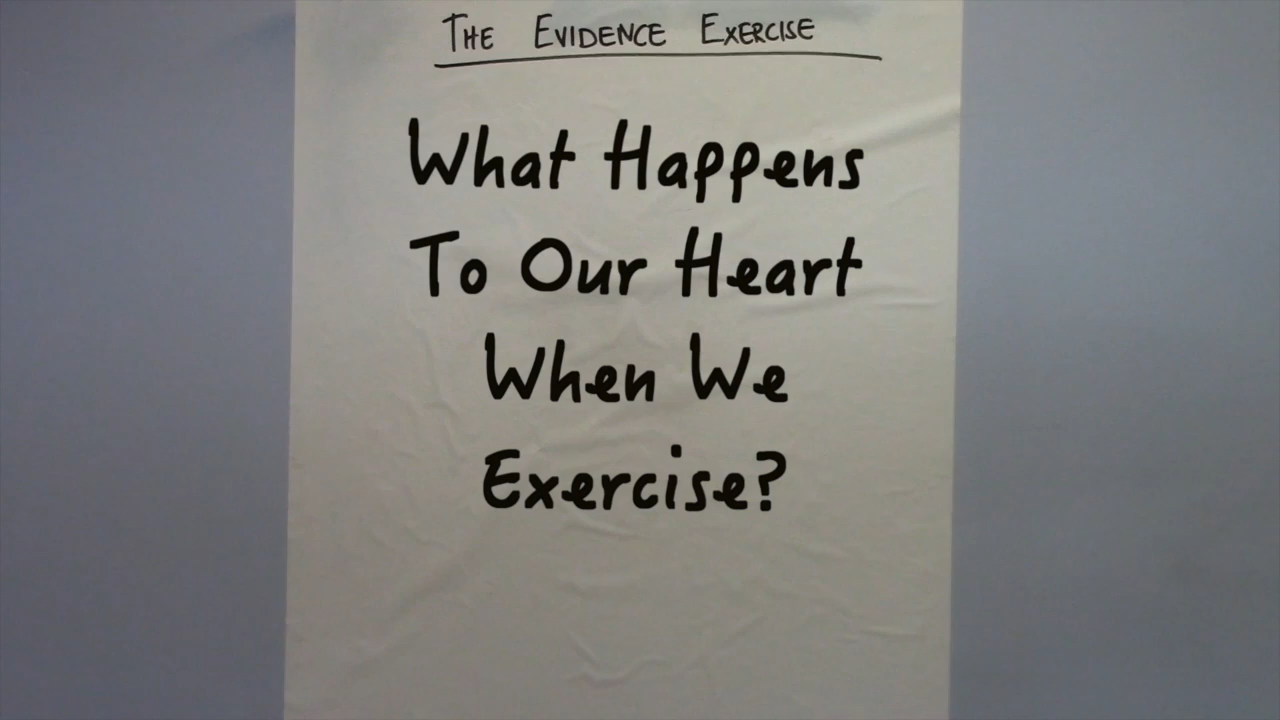 THE EVIDENCE EXERCISE
What Happens
To Our Heart
When We
Exercise?